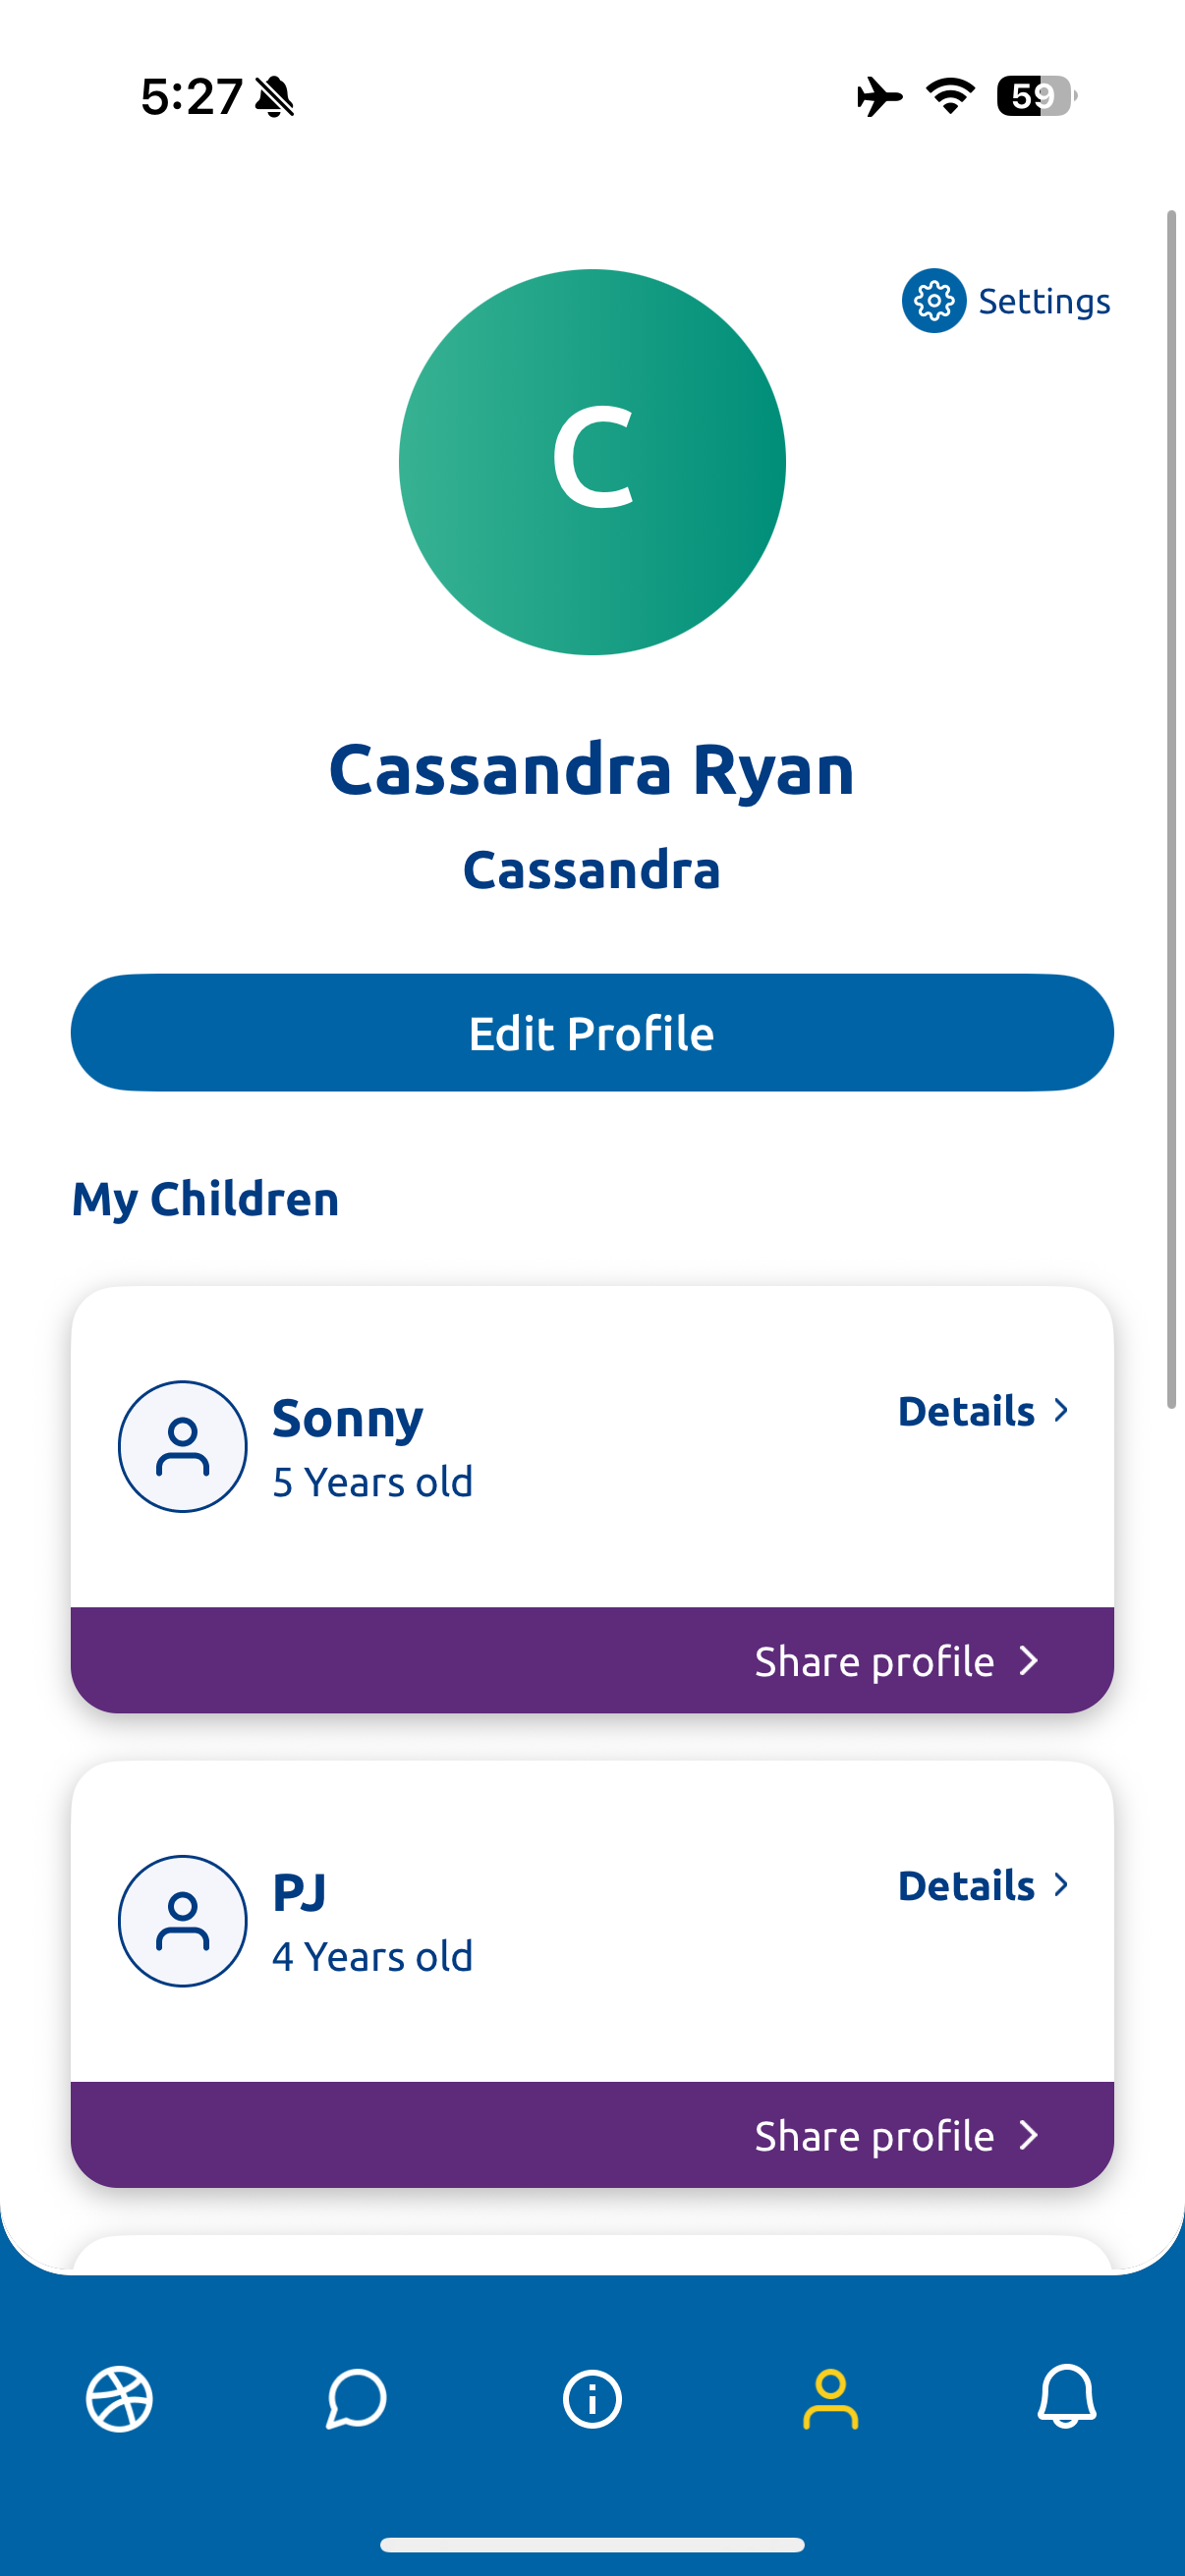 5:27
59
Settings
C
Cassandra Ryan
Cassandra
Edit Profile
My Children
Sonny
Details
5 Years old
Share profile
PJ
Details
4 Years old
Share profile